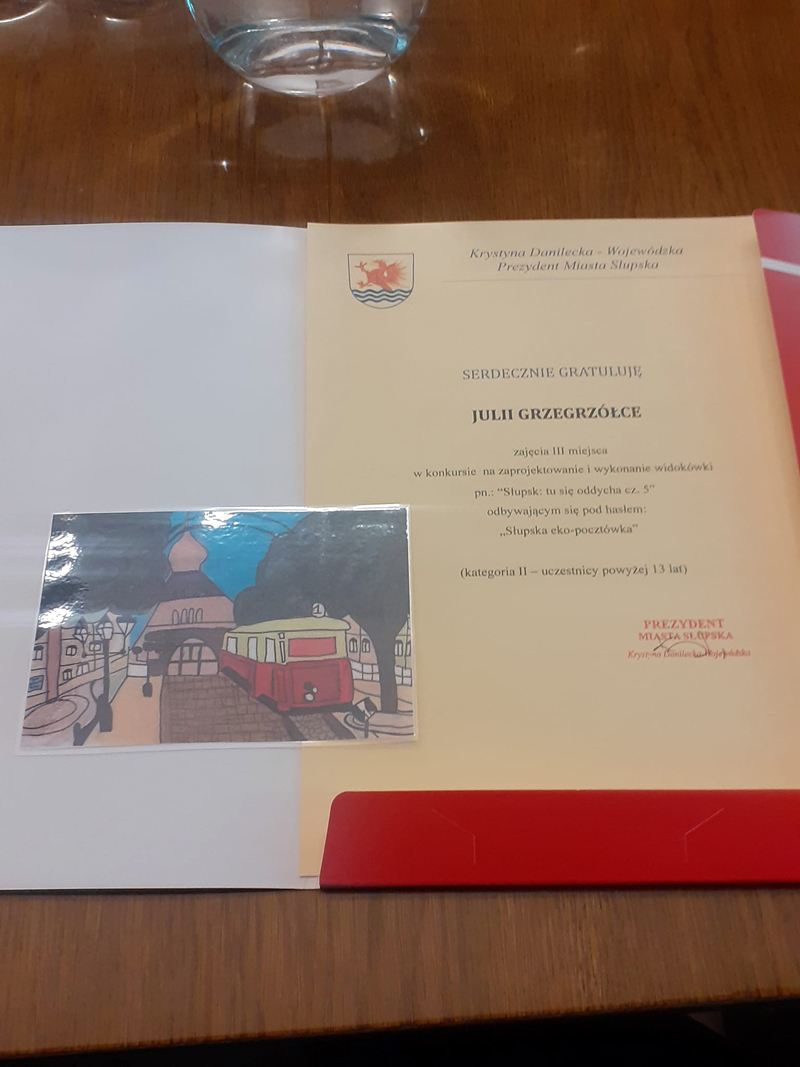 Krystyna Danilecka - Wojewódzka
Prezydent Miasta Słupska
SERDECZNIE GRATULUJĘ
JULII GRZEGRZÓŁCE
zajęcia III miejsca
w konkursie na zaprojektowanie i wykonanie widokówki
pn.: "Słupsk: tu się oddycha cz. 5"
odbywającym się pod hasłem:
„Słupska eko-pocztówka"
(kategoria II – uczestnicy powyżej 13 lat)
PREZYDENT
MIASTA SŁUPSKA
Krystyna Danilecka-Wojewódzka
1